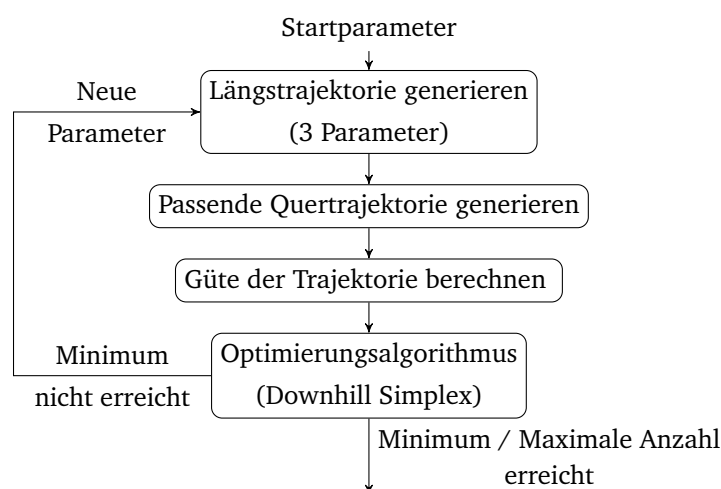 Startparameter
Neue
Parameter
Längstrajektorie generieren
(3 Parameter)
Passende Quertrajektorie generieren
Güte der Trajektorie berechnen
Minimum
nicht erreicht
Optimierungsalgorithmus
(Downhill Simplex)
Minimum / Maximale Anzahl
erreicht